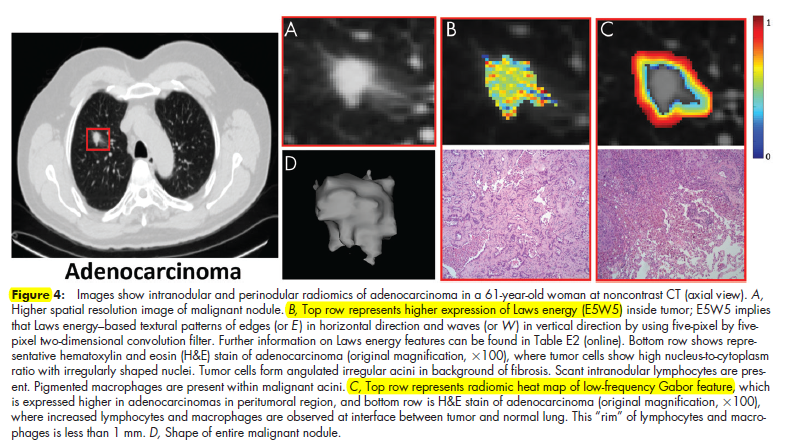 A
B
C
1
0
D
Adenocarcinoma
Figure 4: Images show intranodular and perinodular radiomics of adenocarcinoma in a 61-year-old woman at noncontrast CT (axial view). A,
Higher spatial resolution image of malignant nodule. B, Top row represents higher expression of Laws energy (E5W5) inside tumor; E5W5 implies
that Laws energy–based textural patterns of edges (or E) in horizontal direction and waves (or W) in vertical direction by using five-pixel by five-
pixel two-dimensional convolution filter. Further information on Laws energy features can be found in Table E2 (online). Bottom row shows repre-
sentative hematoxylin and eosin (H&E) stain of adenocarcinoma (original magnification, ×100), where tumor cells show high nucleus-to-cytoplasm
ratio with irregularly shaped nuclei. Tumor cells form angulated irregular acini in background of fibrosis. Scant intranodular lymphocytes are pres-
ent. Pigmented macrophages are present within malignant acini. C, Top row represents radiomic heat map of low-frequency Gabor feature, which
is expressed higher in adenocarcinomas in peritumoral region, and bottom row is H&E stain of adenocarcinoma (original magnification, ×100),
where increased lymphocytes and macrophages are observed at interface between tumor and normal lung. This “rim” of lymphocytes and macro-
phages is less than 1 mm. D, Shape of entire malignant nodule.